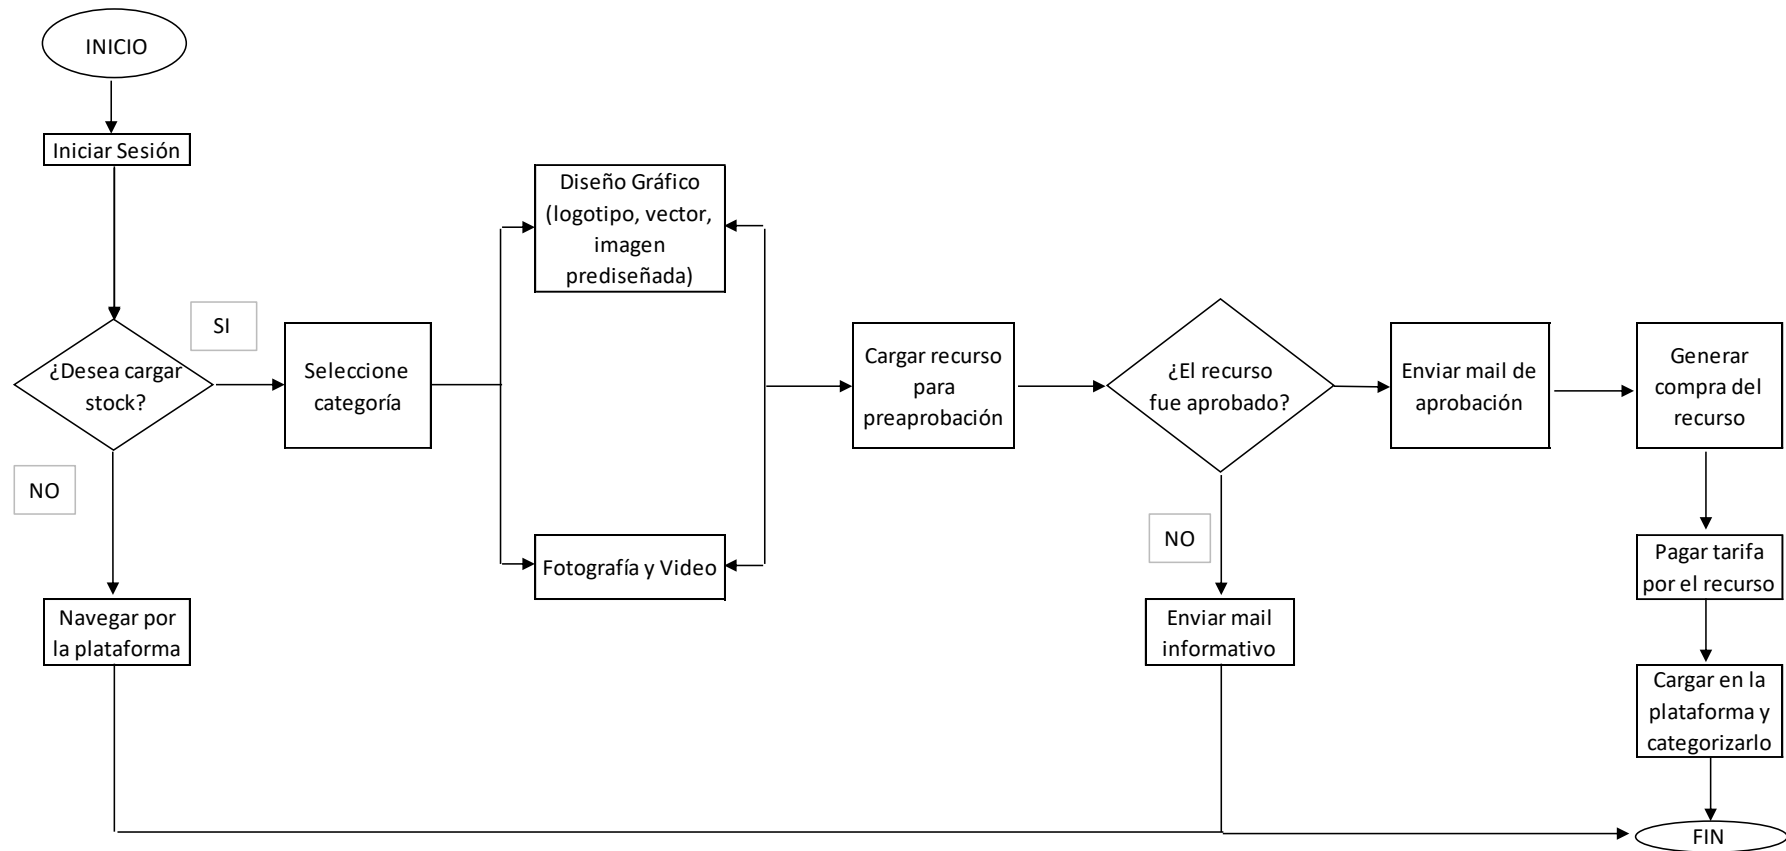 INICIO
Iniciar Sesión
¿Desea cargar
stock?
SI
NO
Navegar por
la plataforma
Seleccione
categoría
Diseño Gráfico
(logotipo, vector,
imagen
prediseñada)
Fotografía y Video
Cargar recurso
para
preaprobación
¿El recurso
fue aprobado?
NO
Enviar mail
informativo
Enviar mail de
aprobación
Generar
compra del
recurso
Pagar tarifa
por el recurso
Cargar en la
plataforma y
categorizarlo
FIN